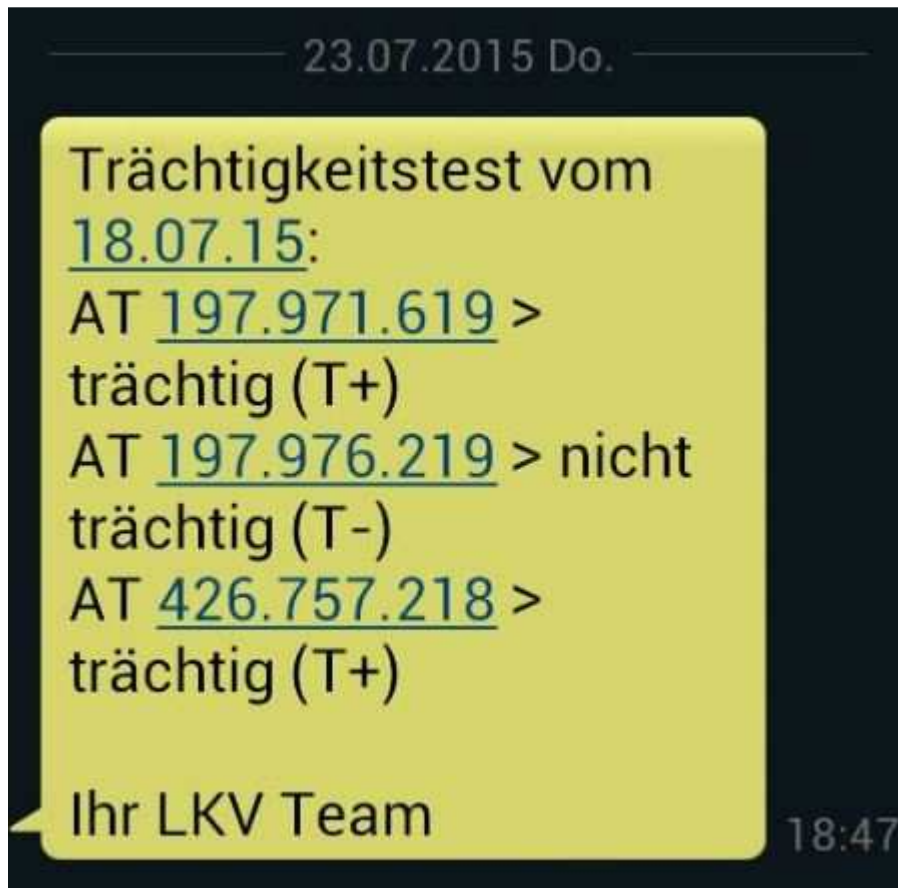 23.07.2015 Do.
Trächtigkeitstest vom
18.07.15:
AT 197.971.619 >
trächtig (T+)
AT 197.976.219 > nicht
trächtig (T-)
AT 426.757.218 >
trächtig (T+)
Ihr LKV Team
18:47